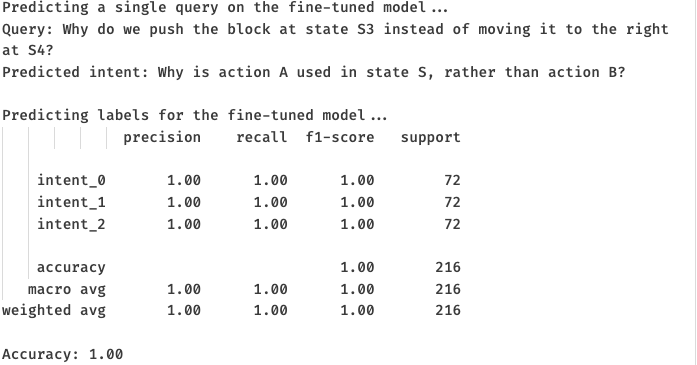 Predicting a single query on the fine-tuned model...
Query: Why do we push the block at state S3 instead of moving it to the right
at S4?
Predicted intent: Why is action A used in state S, rather than action B?
Predicting labels for the fine-tuned model...
precision recall f1-score support
intent_0 1.00 1.00 1.00 72
intent_1 1.00 1.00 1.00 72
intent_2 1.00 1.00 1.00 72
accuracy 1.00 216
macro avg 1.00 1.00 1.00 216
weighted avg 1.00 1.00 1.00 216
Accuracy: 1.00